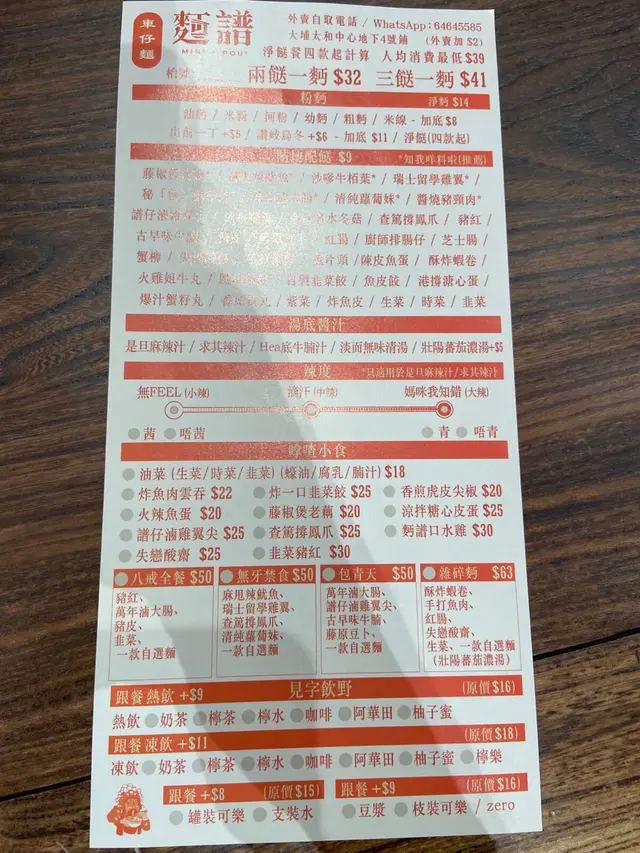 車仔麵
麵譜
外賣自取電話 / WhatsApp:64645585
大埔太和中心地下4號鋪 (外賣加 $2)
淨餸餐四款起計算 人均消費最低$39
兩餸一麪 $32 三餸一麪 $41
粉麪 淨麪 $14
油麪 / 米粉 / 河粉 / 幼麪 / 粗麪 / 米線 - 加底 $8
出前一丁+$5 / 讚岐烏冬+$6 - 加底 $11 / 淨餸(四款起)
配餸 $9 *知我咩料啦(推薦)
沙嗲牛栢葉* / 瑞士留學雞翼* /
清純蘿蔔妹* / 醬燒豬頸肉*
冬菇 / 查篤撐鳳爪 / 豬紅 /
紅腸 / 廚師排腸仔 / 芝士腸 /
蟹柳 / 片頭 /陳皮魚蛋 / 酥炸蝦卷 /
火雞姐牛丸 / 韭菜餃 / 魚皮餃 / 港撐溏心蛋 /
爆汁蟹籽丸 / 紫菜 / 炸魚皮 / 生菜 / 時菜 / 韭菜
湯底醬汁
是旦麻辣汁 / 求其辣汁 / Hea底牛腩汁 / 淡而無味清湯 / 壯陽蕃茄濃湯+$5
辣度 *只適用於是旦麻辣汁/求其辣汁
無FEEL (小辣) 滴汗 (中辣) 媽咪我知錯 (大辣)
茜 唔茜 青 唔青
嚤喳小食
油菜 (生菜/時菜/韭菜) (蠔油/腐乳/腩汁) $18
炸魚肉雲吞 $22 炸一口韭菜餃 $25 香煎虎皮尖椒 $20
火辣魚蛋 $20 藤椒煲老藕 $20 涼拌糖心皮蛋 $25
譜仔滷雞翼尖 $25 查篤撐鳳爪 $25 麪譜口水雞 $30
失戀酸齋 $25 韭菜豬紅 $30
八戒全餐 $50 無牙禁食 $50 包青天 $50 雜碎麪 $63
豬紅、 麻甩辣魷魚、 萬年滷大腸、 酥炸蝦卷、
萬年滷大腸、 瑞士留學雞翼、 譜仔滷雞翼尖、 手打魚肉、
豬皮、 查篤撐鳳爪、 古早味牛腩、 紅腸、
韭菜、 清純蘿蔔妹、 藤原豆卜、 失戀酸齋、
一款自選麵 一款自選麵 一款自選麵 生菜、一款自選麵
(壯陽蕃茄濃湯)
跟餐 熱飲 +$9 見字飲野 (原價 $16)
熱飲 奶茶 檸茶 檸水 咖啡 阿華田 柚子蜜
跟餐 凍飲 +$11 (原價 $18)
凍飲 奶茶 檸茶 檸水 咖啡 阿華田 柚子蜜 檸樂
跟餐 +$8 (原價 $15) 跟餐 +$9 (原價 $16)
罐裝可樂 支裝水 豆漿 枝裝可樂 / zero